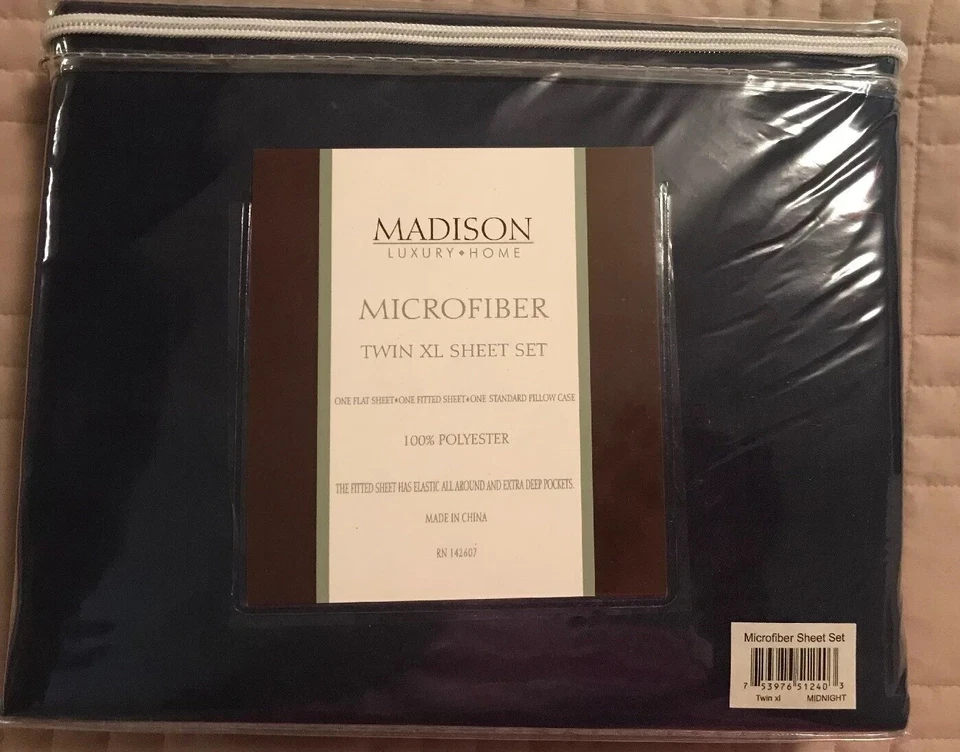 MADISON
LUXURY♦HOME
MICROFIBER
TWIN XL SHEET SET
ONE FLAT SHEET♦ONE FITTED SHEET♦ONE STANDARD PILLOW CASE
100% POLYESTER
THE FITTED SHEET HAS ELASTIC ALL AROUND AND EXTRA DEEP POCKETS.
MADE IN CHINA
RN 142607
Microfiber Sheet Set
7 53976 51240 3
Twin xl MIDNIGHT